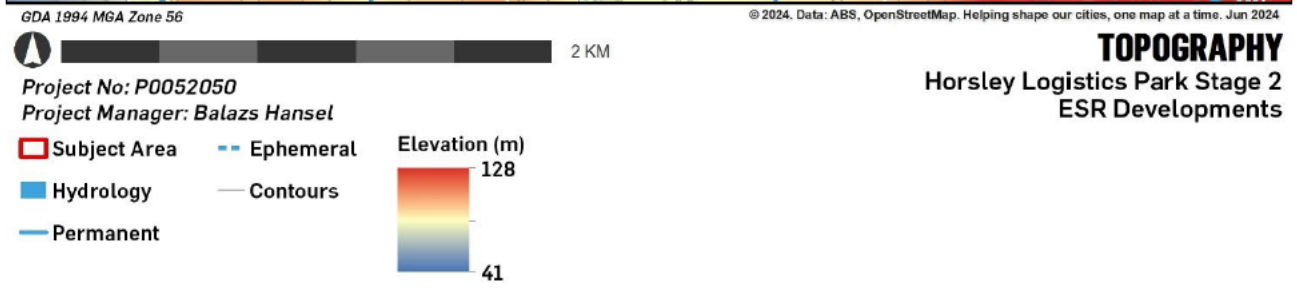 GDA 1994 MGA Zone 56
© 2024. Data: ABS, OpenStreetMap. Helping shape our cities, one map at a time. Jun 2024
2 KM
TOPOGRAPHY
Horsley Logistics Park Stage 2
ESR Developments
Project No: P0052050
Project Manager: Balazs Hansel
Subject Area
Ephemeral
Hydrology
Contours
Permanent
Elevation (m)
128
41